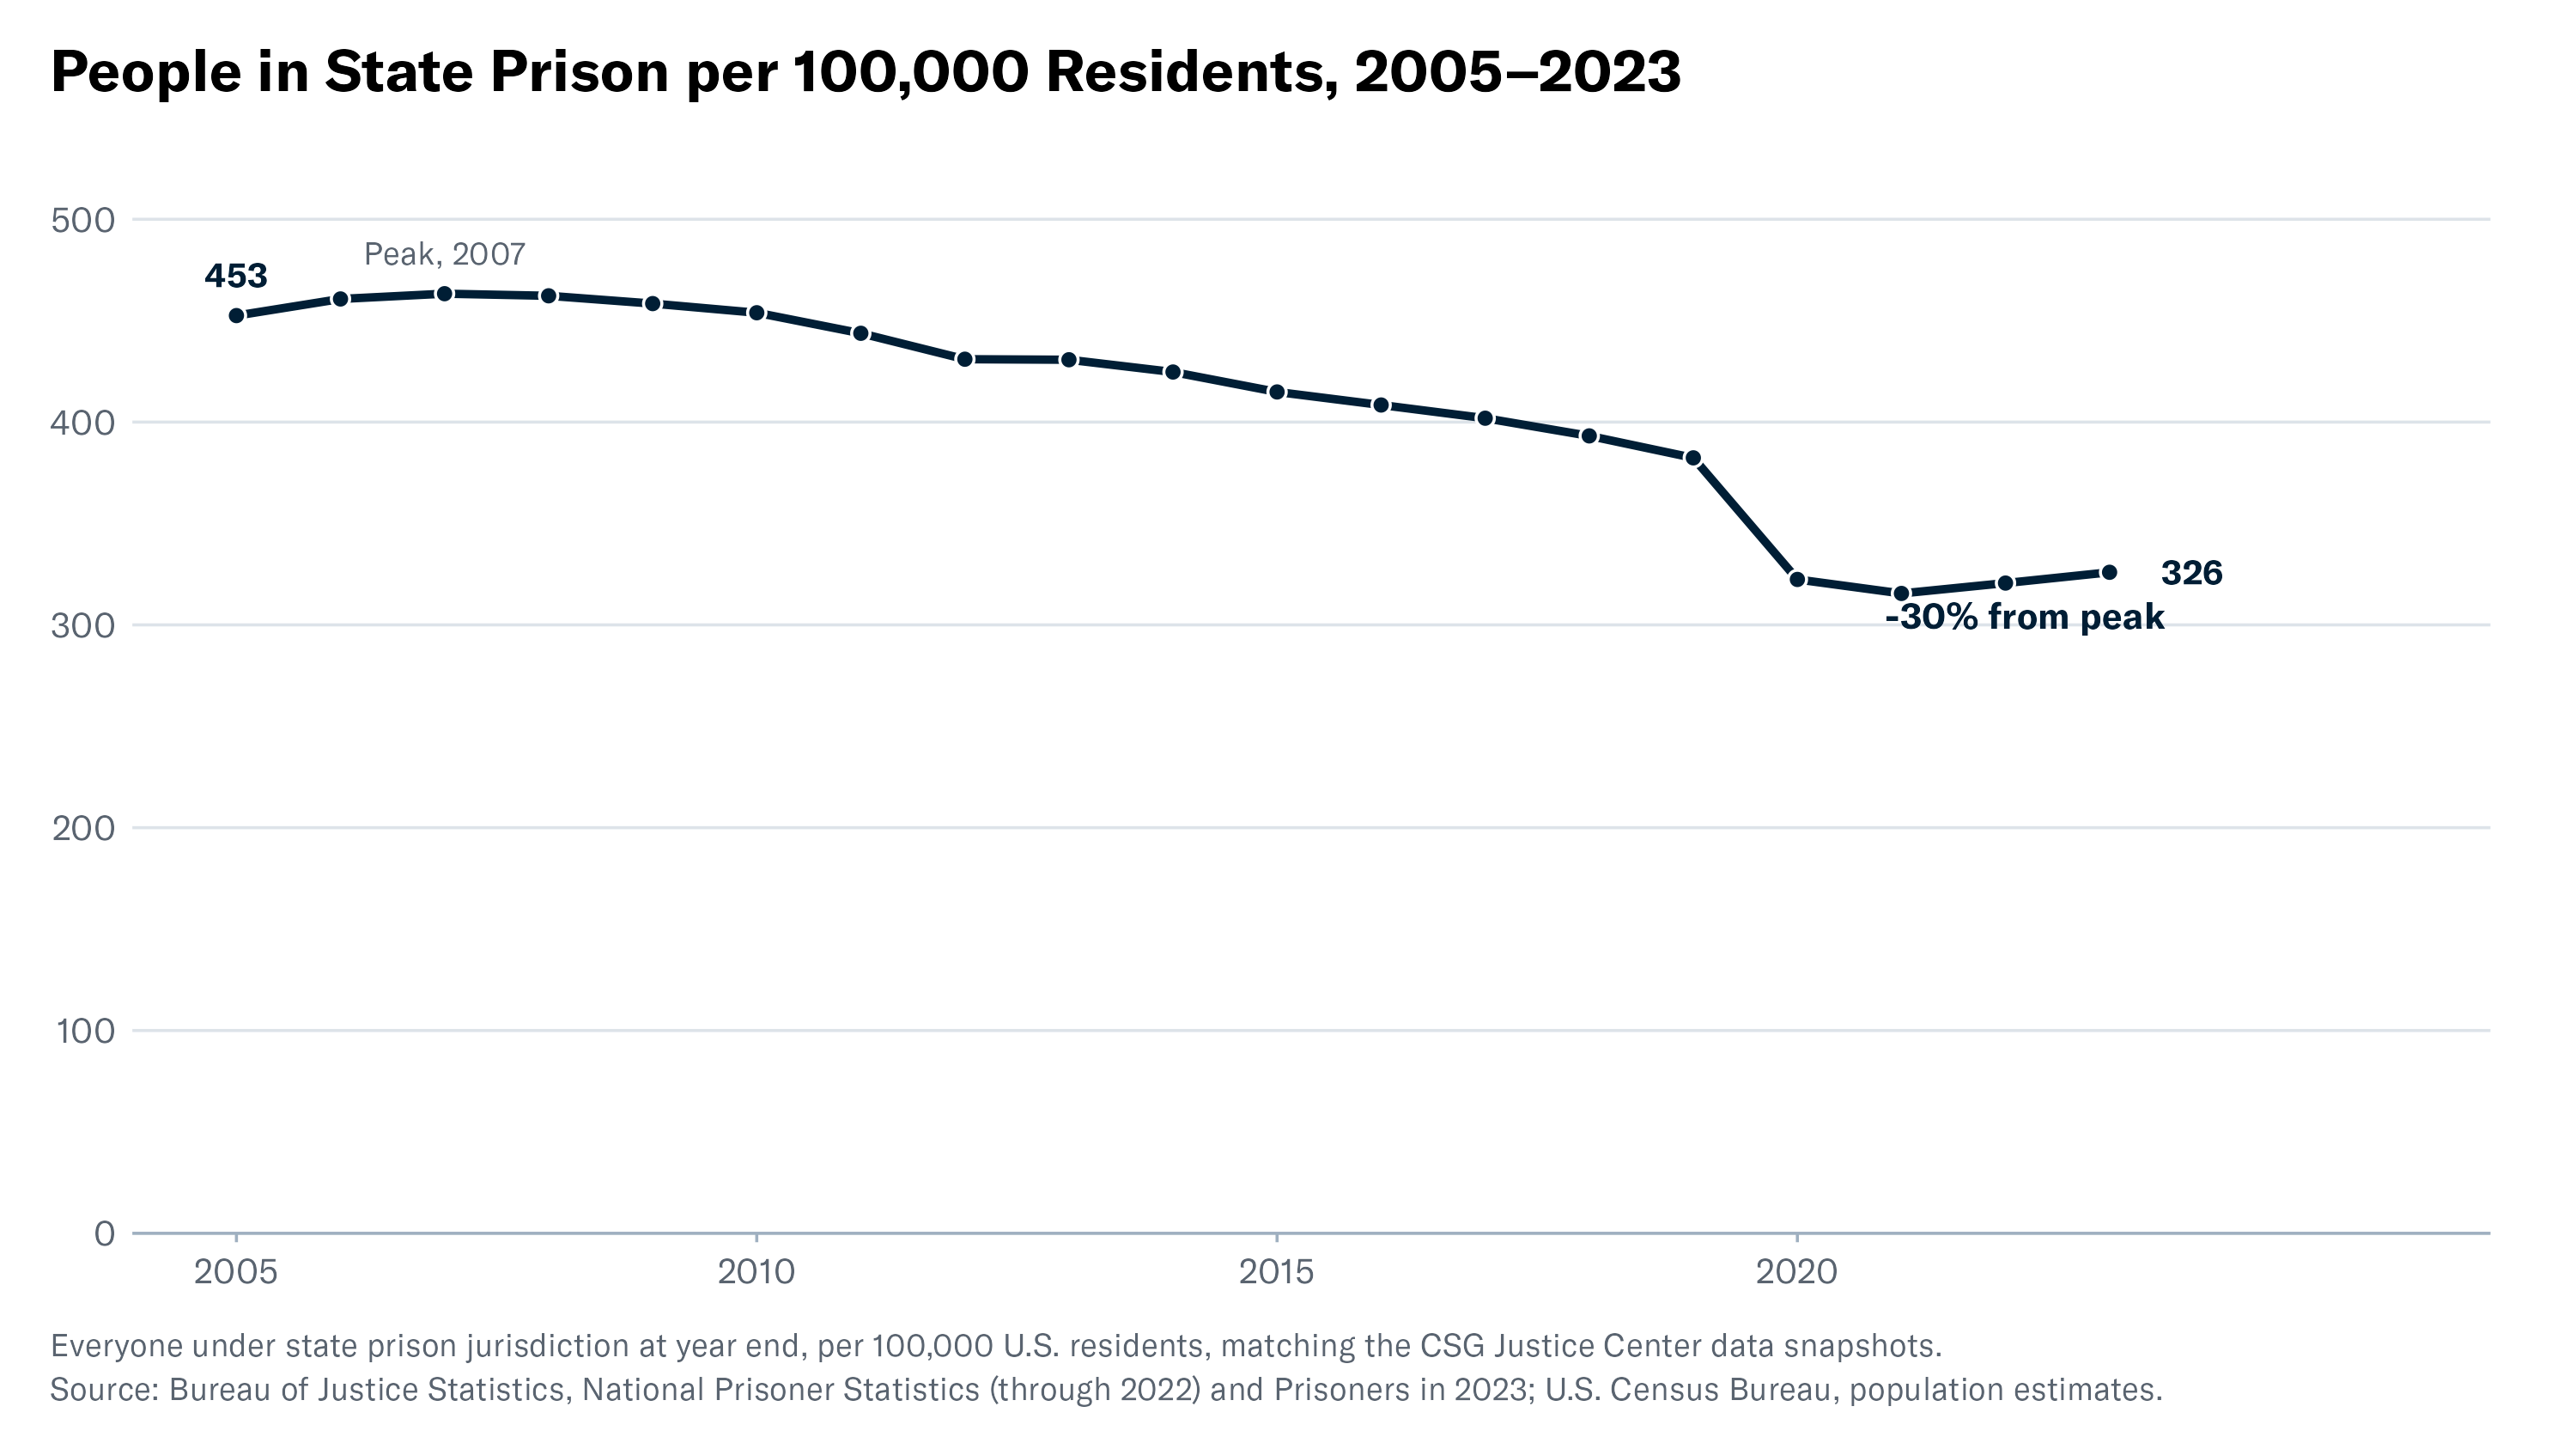 People in State Prison per 100,000 Residents, 2005–2023
500
Peak, 2007
453
400
326
-30% from peak
300
200
100
0
2005 2010 2015 2020
Everyone under state prison jurisdiction at year end, per 100,000 U.S. residents, matching the CSG Justice Center data snapshots.
Source: Bureau of Justice Statistics, National Prisoner Statistics (through 2022) and Prisoners in 2023; U.S. Census Bureau, population estimates.